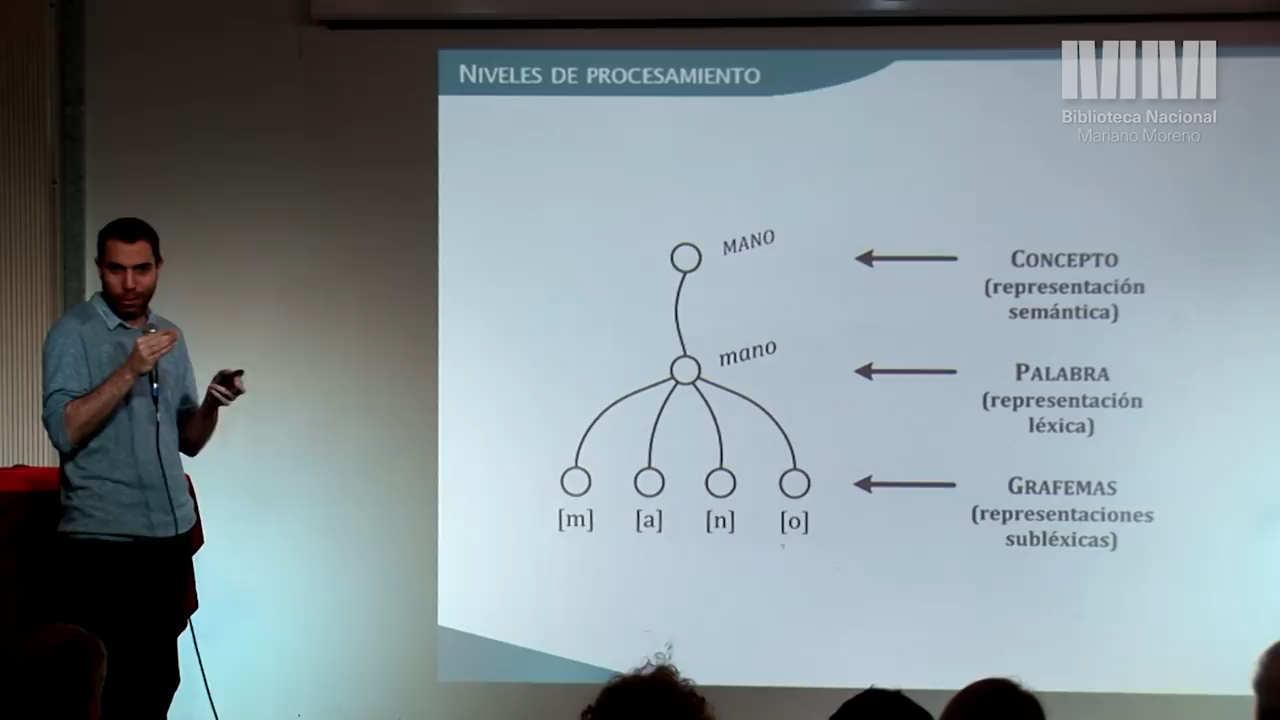 NIVELES DE PROCESAMIENTO
Biblioteca Nacional
Mariano Moreno
MANO
CONCEPTO
(representación
semántica)
mano
PALABRA
(representación
léxica)
GRAFEMAS
(representaciones
subléxicas)
[m] [a] [n] [o]